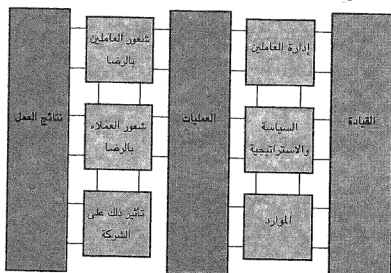 القيادة
إدارة العاملين
السياسة
والاستراتيجية
الموارد
العمليات
شعور العاملين
بالرضا
شعور العملاء
بالرضا
تأثير ذلك على
الشركة
نتائج العمل